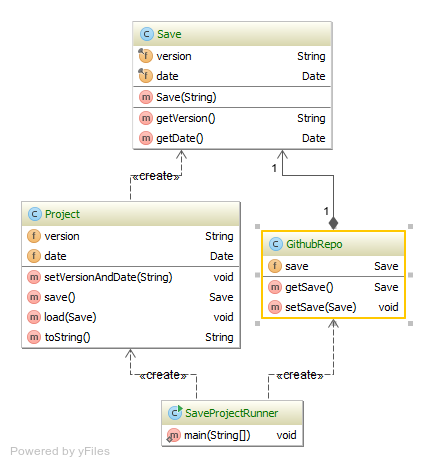 Save
version String
date Date
Save(String)
getVersion() String
getDate() Date
1
«create»
1
Project
version String
date Date
setVersionAndDate(String) void
save() Save
load(Save) void
toString() String
GithubRepo
save Save
getSave() Save
setSave(Save) void
«create» «create»
SaveProjectRunner
main(String[]) void
Powered by yFiles